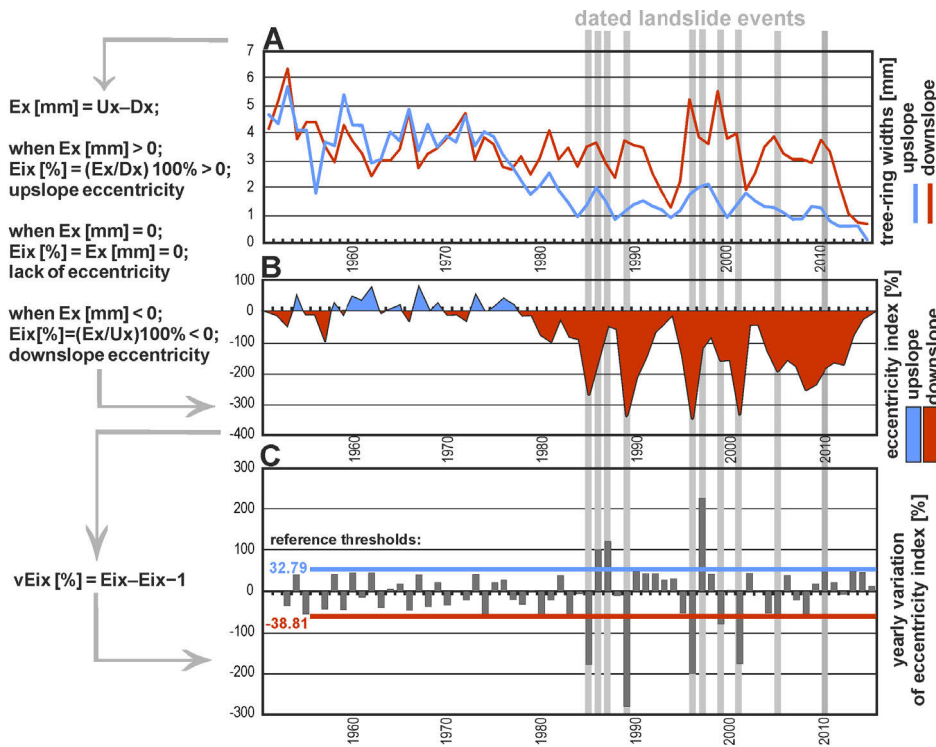 dated landslide events
A
7
6
5
4
3
2
1
0
1960
1970
1980
1990
2000
2010
tree-ring widths [mm]
upslope
downslope
Ex [mm] = Ux–Dx;
when Ex [mm] > 0;
Eix [%] = (Ex/Dx) 100% > 0;
upslope eccentricity
when Ex [mm] = 0;
Eix [%] = Ex [mm] = 0;
lack of eccentricity
when Ex [mm] < 0;
Eix[%]=(Ex/Ux)100% < 0;
downslope eccentricity
B
100
0
-100
-200
-300
-400
1960
1970
1980
1990
2000
2010
eccentricity index [%]
upslope
downslope
C
300
200
100
0
-100
-200
-300
reference thresholds:
32.79
-38.81
1960
1970
1980
1990
2000
2010
yearly variation
of eccentricity index [%]
vEix [%] = Eix–Eix–1